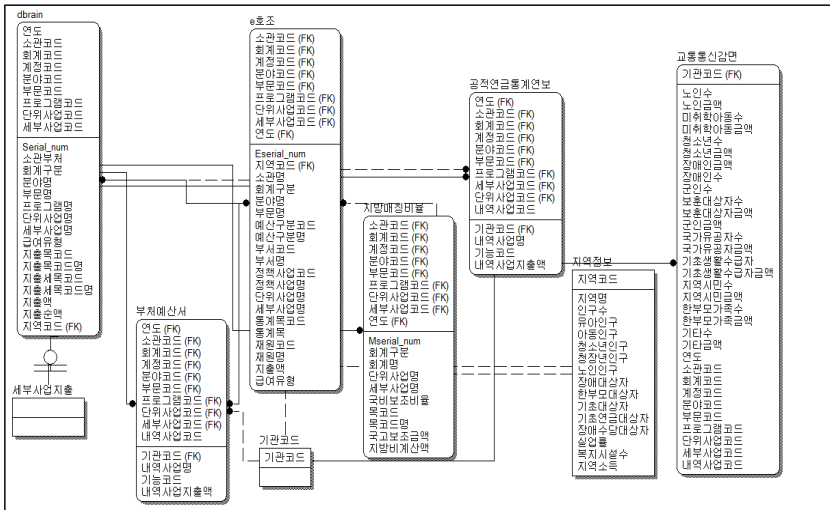 dbrain
연도
소관코드
회계코드
계정코드
분야코드
부문코드
프로그램코드
단위사업코드
세부사업코드
Serial_num
소관부처
회계구분
분야명
부문명
프로그램명
단위사업명
세부사업명
급여유형
지출목코드
지출목코드명
지출세목코드
지출세목코드명
지출액
지출순액
지역코드 (FK)
세부사업지출
부처예산서
연도 (FK)
소관코드 (FK)
회계코드 (FK)
계정코드 (FK)
분야코드 (FK)
부문코드 (FK)
프로그램코드 (FK)
단위사업코드 (FK)
세부사업코드 (FK)
내역사업코드
기관코드 (FK)
내역사업명
기능코드
내역사업지출액
e호조
소관코드 (FK)
회계코드 (FK)
계정코드 (FK)
분야코드 (FK)
부문코드 (FK)
프로그램코드 (FK)
단위사업코드 (FK)
세부사업코드 (FK)
연도 (FK)
Eserial_num
지역코드 (FK)
소관명
회계구분
분야명
부문명
예산구분코드
예산구분명
부서코드
부서명
정책사업코드
정책사업명
단위사업명
세부사업명
통계목코드
통계목
재원코드
재원명
지출액
급여유형
기관코드
기관코드
지방매칭비율
소관코드 (FK)
회계코드 (FK)
계정코드 (FK)
분야코드 (FK)
부문코드 (FK)
프로그램코드 (FK)
단위사업코드 (FK)
세부사업코드 (FK)
연도 (FK)
Mserial_num
회계구분
회계명
단위사업명
세부사업명
국비보조비율
목코드
목코드명
국고보조금액
지방비계산액
공적연금통계연보
연도 (FK)
소관코드 (FK)
회계코드 (FK)
계정코드 (FK)
분야코드 (FK)
부문코드 (FK)
프로그램코드 (FK)
세부사업코드 (FK)
단위사업코드 (FK)
내역사업코드
기관코드 (FK)
내역사업명
기능코드
내역사업지출액
지역정보
지역코드
지역명
인구수
유아인구
아동인구
청소년인구
청장년인구
노인인구
장애대상자
한부모대상자
기초대상자
기초연금대상자
장애수당대상자
실업률
복지시설수
지역소득
교통통신감면
기관코드 (FK)
노인수
노인금액
미취학아동수
미취학아동금액
청소년수
청소년금액
장애인금액
장애인수
군인수
보훈대상자수
보훈대상자금액
군인금액
국가유공자수
국가유공자금액
기초생활수급자
기초생활수급자금액
지역시민수
지역시민금액
한부모가족수
한부모가족금액
기타수
기타금액
연도
소관코드
회계코드
계정코드
분야코드
부문코드
프로그램코드
단위사업코드
세부사업코드
내역사업코드